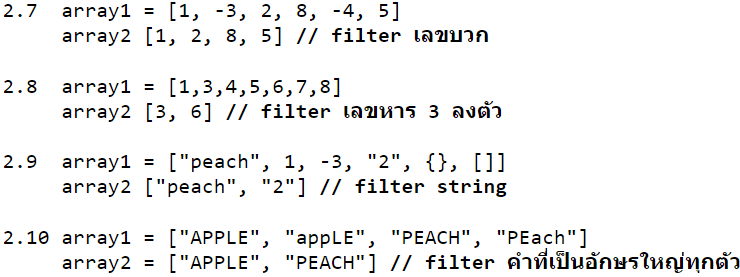 2.7 array1 = [1, -3, 2, 8, -4, 5]
array2 [1, 2, 8, 5] // filter เลขบวก
2.8 array1 = [1,3,4,5,6,7,8]
array2 [3, 6] // filter เลขหาร 3 ลงตัว
2.9 array1 = ["peach", 1, -3, "2", {}, []]
array2 ["peach", "2"] // filter string
2.10 array1 = ["APPLE", "appLE", "PEACH", "PEach"]
array2 = ["APPLE", "PEACH"] // filter คำที่เป็นอักษรใหญ่ทุกตัว